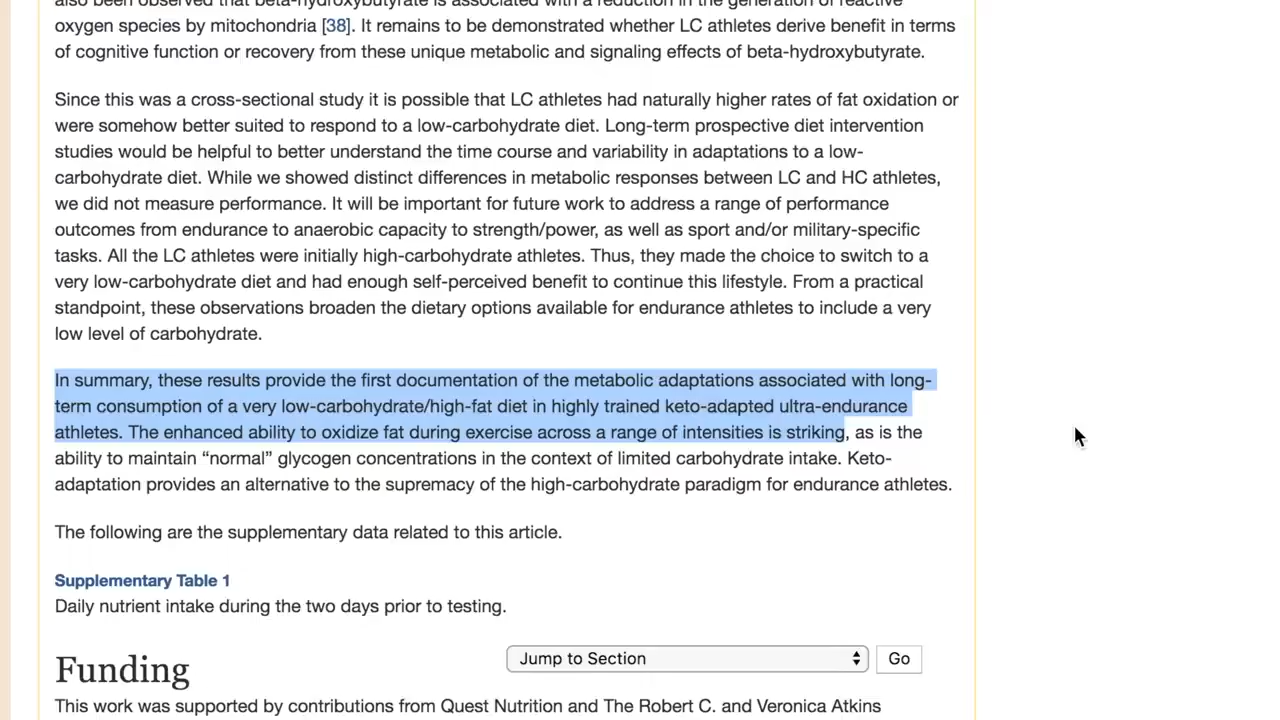 also been observed that beta-hydroxybutyrate is associated with a reduction in the generation of reactive
oxygen species by mitochondria [38]. It remains to be demonstrated whether LC athletes derive benefit in terms
of cognitive function or recovery from these unique metabolic and signaling effects of beta-hydroxybutyrate.
Since this was a cross-sectional study it is possible that LC athletes had naturally higher rates of fat oxidation or
were somehow better suited to respond to a low-carbohydrate diet. Long-term prospective diet intervention
studies would be helpful to better understand the time course and variability in adaptations to a low-
carbohydrate diet. While we showed distinct differences in metabolic responses between LC and HC athletes,
we did not measure performance. It will be important for future work to address a range of performance
outcomes from endurance to anaerobic capacity to strength/power, as well as sport and/or military-specific
tasks. All the LC athletes were initially high-carbohydrate athletes. Thus, they made the choice to switch to a
very low-carbohydrate diet and had enough self-perceived benefit to continue this lifestyle. From a practical
standpoint, these observations broaden the dietary options available for endurance athletes to include a very
low level of carbohydrate.
In summary, these results provide the first documentation of the metabolic adaptations associated with long-
term consumption of a very low-carbohydrate/high-fat diet in highly trained keto-adapted ultra-endurance
athletes. The enhanced ability to oxidize fat during exercise across a range of intensities is striking, as is the
ability to maintain “normal” glycogen concentrations in the context of limited carbohydrate intake. Keto-
adaptation provides an alternative to the supremacy of the high-carbohydrate paradigm for endurance athletes.
The following are the supplementary data related to this article.
Supplementary Table 1
Daily nutrient intake during the two days prior to testing.
Funding
Jump to Section
Go
This work was supported by contributions from Quest Nutrition and The Robert C. and Veronica Atkins